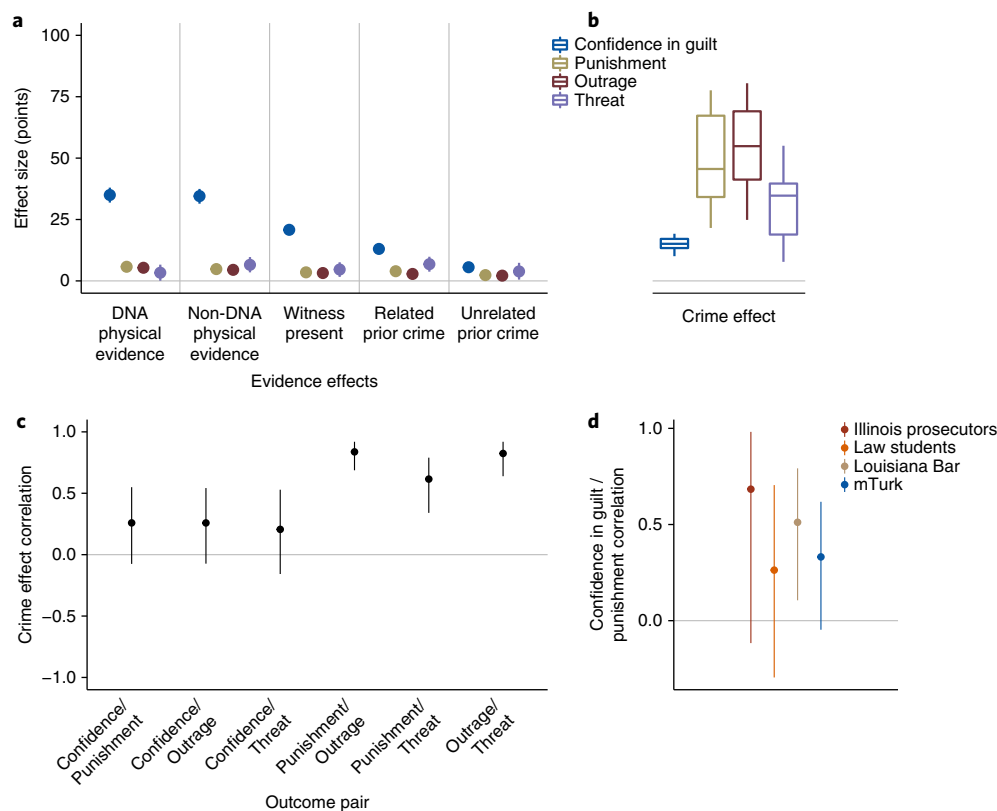 a
100
75
50
25
0
Effect size (points)
DNA
physical
evidence
Non-DNA
physical
evidence
Witness
present
Related
prior crime
Unrelated
prior crime
Evidence effects
b
Confidence in guilt
Punishment
Outrage
Threat
Crime effect
c
1.0
0.5
0.0
−0.5
−1.0
Crime effect correlation
Confidence/
Punishment
Confidence/
Outrage
Confidence/
Threat
Punishment/
Outrage
Punishment/
Threat
Outrage/
Threat
Outcome pair
d
1.0
0.5
0.0
Confidence in guilt /
punishment correlation
Illinois prosecutors
Law students
Louisiana Bar
mTurk